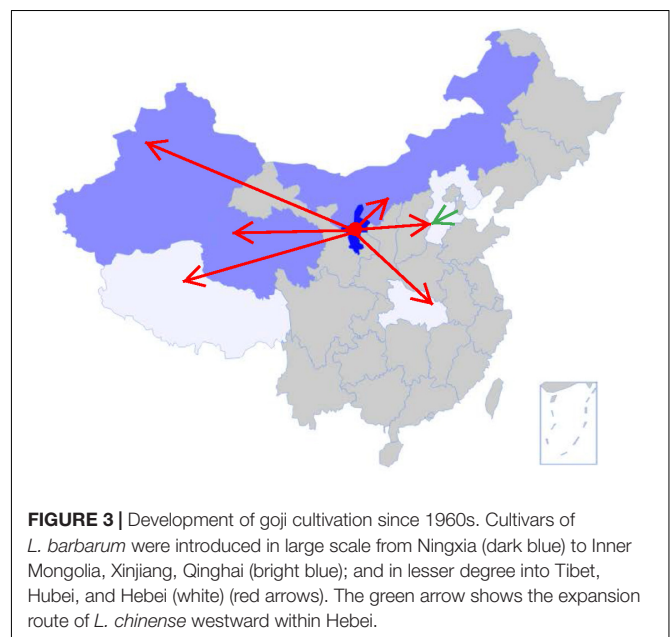 FIGURE 3 | Development of goji cultivation since 1960s. Cultivars of
L. barbarum were introduced in large scale from Ningxia (dark blue) to Inner
Mongolia, Xinjiang, Qinghai (bright blue); and in lesser degree into Tibet,
Hubei, and Hebei (white) (red arrows). The green arrow shows the expansion
route of L. chinense westward within Hebei.